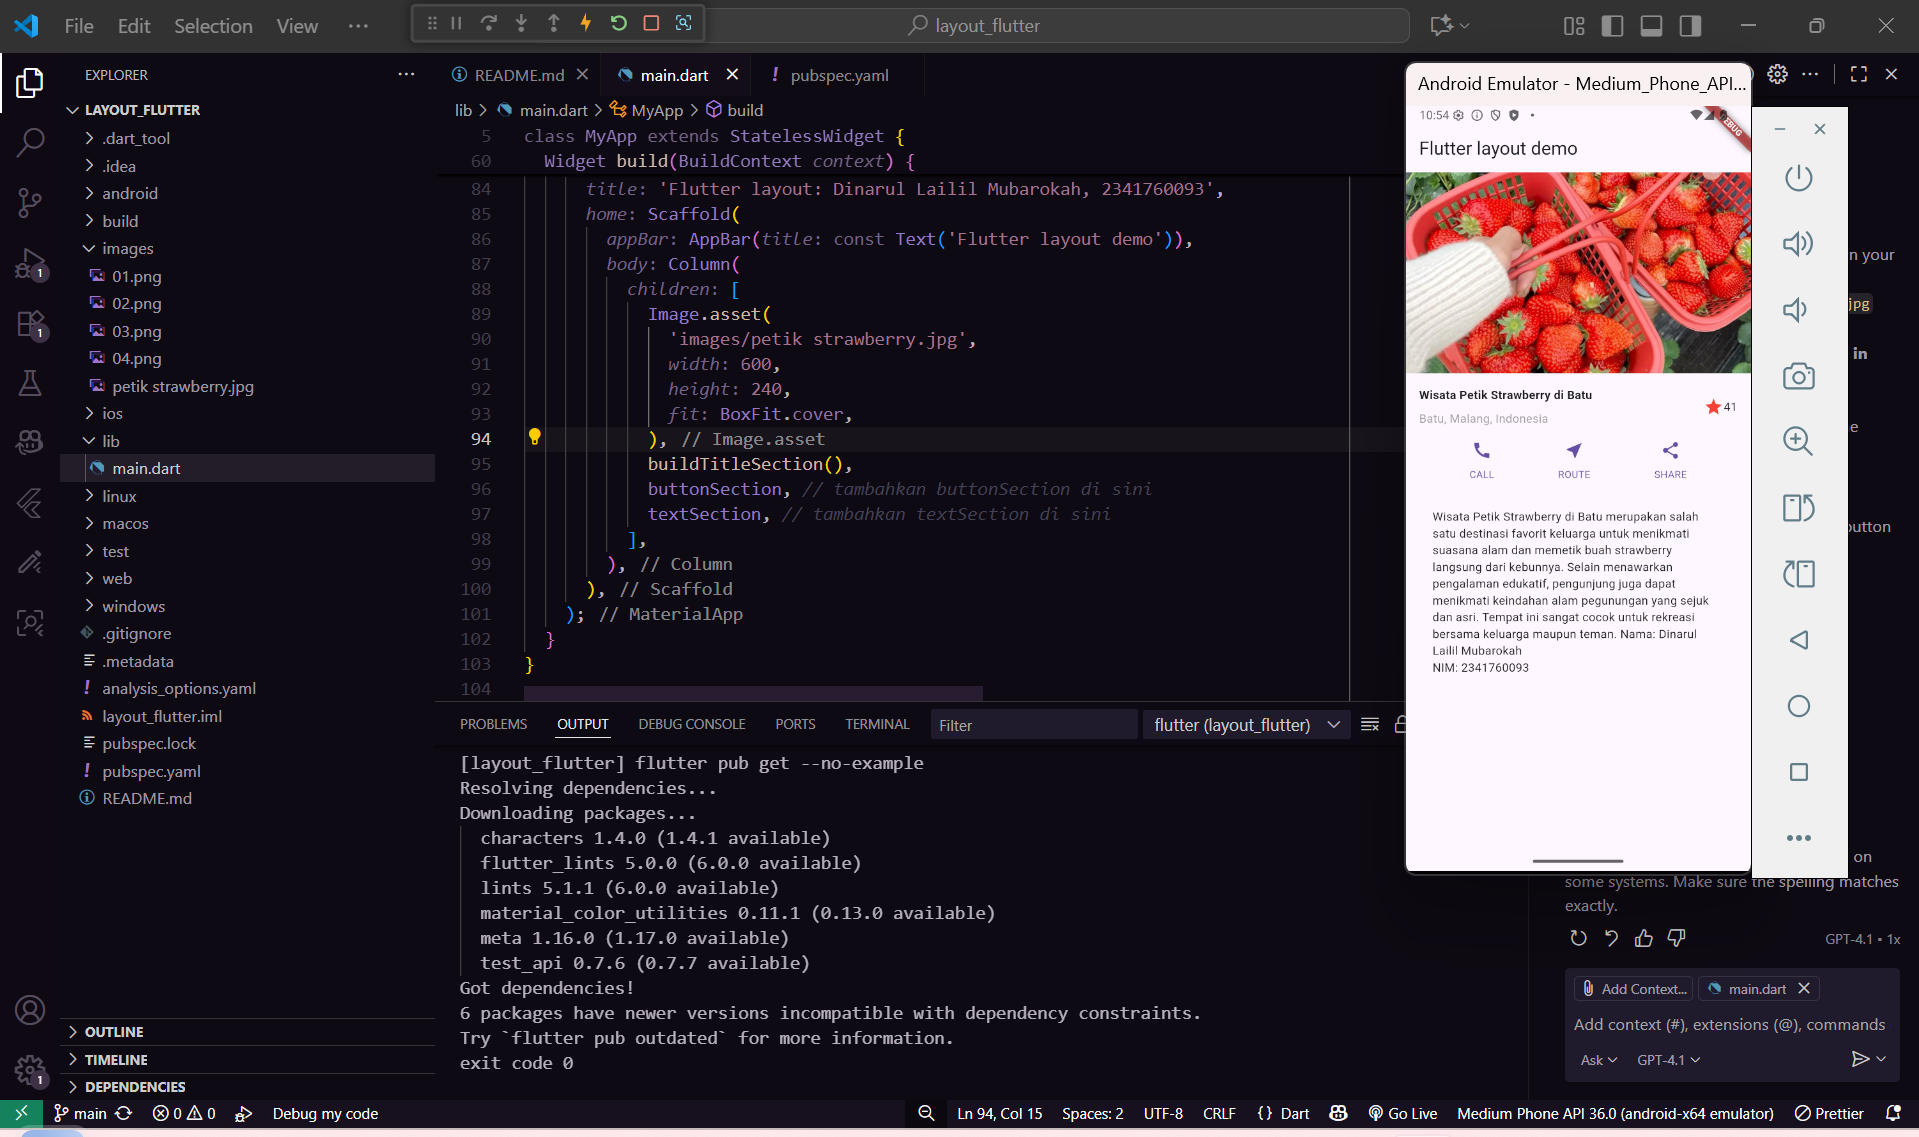 File Edit Selection View ···
layout_flutter
EXPLORER
LAYOUT_FLUTTER
.dart_tool
.idea
android
build
images
01.png
02.png
03.png
04.png
petik strawberry.jpg
ios
lib
main.dart
linux
macos
test
web
windows
.gitignore
.metadata
analysis_options.yaml
layout_flutter.iml
pubspec.lock
pubspec.yaml
README.md
OUTLINE
TIMELINE
DEPENDENCIES
1
1
1
README.md
main.dart
pubspec.yaml
lib > main.dart > MyApp > build
5 class MyApp extends StatelessWidget {
60 Widget build(BuildContext context) {
84 title: 'Flutter layout: Dinarul Lailil Mubarokah, 2341760093',
85 home: Scaffold(
86 appBar: AppBar(title: const Text('Flutter layout demo')),
87 body: Column(
88 children: [
89 Image.asset(
90 'images/petik strawberry.jpg',
91 width: 600,
92 height: 240,
93 fit: BoxFit.cover,
94 ), // Image.asset
95 buildTitleSection(),
96 buttonSection, // tambahkan buttonSection di sini
97 textSection, // tambahkan textSection di sini
98 ],
99 ), // Column
100 ), // Scaffold
101 ); // MaterialApp
102 }
103 }
104
PROBLEMS OUTPUT DEBUG CONSOLE PORTS TERMINAL
Filter
flutter (layout_flutter)
[layout_flutter] flutter pub get --no-example
Resolving dependencies...
Downloading packages...
characters 1.4.0 (1.4.1 available)
flutter_lints 5.0.0 (6.0.0 available)
lints 5.1.1 (6.0.0 available)
material_color_utilities 0.11.1 (0.13.0 available)
meta 1.16.0 (1.17.0 available)
test_api 0.7.6 (0.7.7 available)
Got dependencies!
6 packages have newer versions incompatible with dependency constraints.
Try `flutter pub outdated` for more information.
exit code 0
Android Emulator - Medium_Phone_API...
10:54
Flutter layout demo
Wisata Petik Strawberry di Batu
Batu, Malang, Indonesia
41
CALL
ROUTE
SHARE
Wisata Petik Strawberry di Batu merupakan salah
satu destinasi favorit keluarga untuk menikmati
suasana alam dan memetik buah strawberry
langsung dari kebunnya. Selain menawarkan
pengalaman edukatif, pengunjung juga dapat
menikmati keindahan alam pegunungan yang sejuk
dan asri. Tempat ini sangat cocok untuk rekreasi
bersama keluarga maupun teman. Nama: Dinarul
Lailil Mubarokah
NIM: 2341760093
n your
jpg
in
e
utton
on
some systems. Make sure the spelling matches
exactly.
GPT-4.1 • 1x
Add Context...
main.dart
Add context (#), extensions (@), commands
Ask
GPT-4.1
main
0
0
Debug my code
Ln 94, Col 15
Spaces: 2
UTF-8
CRLF
{ } Dart
Go Live
Medium Phone API 36.0 (android-x64 emulator)
Prettier